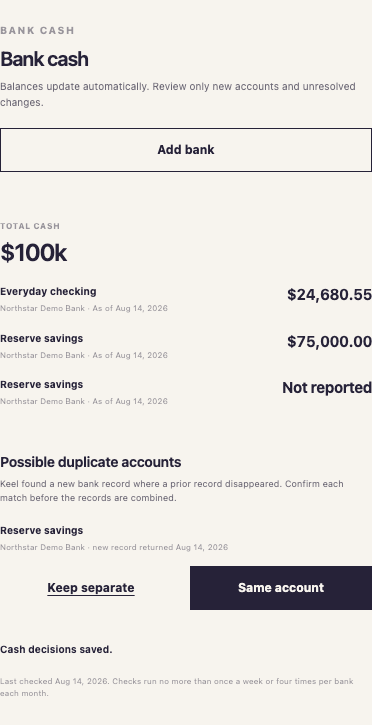 BANK CASH
Bank cash
Balances update automatically. Review only new accounts and unresolved
changes.
Add bank
TOTAL CASH
$100k
Everyday checking
$24,680.55
Northstar Demo Bank · As of Aug 14, 2026
Reserve savings
$75,000.00
Northstar Demo Bank · As of Aug 14, 2026
Reserve savings
Not reported
Northstar Demo Bank · As of Aug 14, 2026
Possible duplicate accounts
Keel found a new bank record where a prior record disappeared. Confirm each
match before the records are combined.
Reserve savings
Northstar Demo Bank · new record returned Aug 14, 2026
Keep separate
Same account
Cash decisions saved.
Last checked Aug 14, 2026. Checks run no more than once a week or four times per bank
each month.